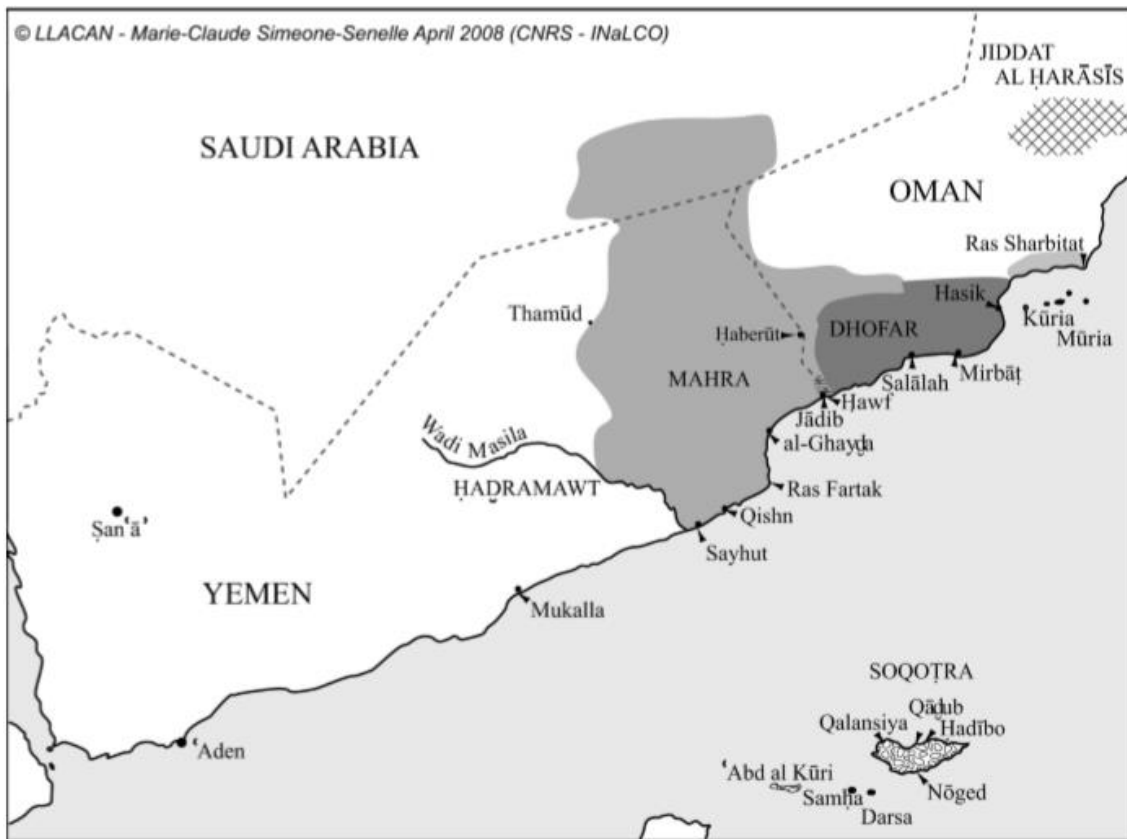 © LLACAN - Marie-Claude Simeone-Senelle April 2008 (CNRS - INaLCO)
JIDDAT
AL ḤARĀSĪS
SAUDI ARABIA
OMAN
Ras Sharbitat
Hasik
Kūria
Mūria
Thamūd
Ḥaberūt
DHOFAR
MAHRA
Salālah
Mirbāṭ
Ḥawf
Jādib
al-Ghayḍa
Wadi Masila
ḤAḌRAMAWT
Ras Fartak
Qishn
Sayhut
Ṣanʿāʾ
YEMEN
Mukalla
SOQOṬRA
Qāḍub
Qalansiya
Ḥadībo
ʿAden
ʿAbd al Kūri
Samḥa
Darsa
Nōged